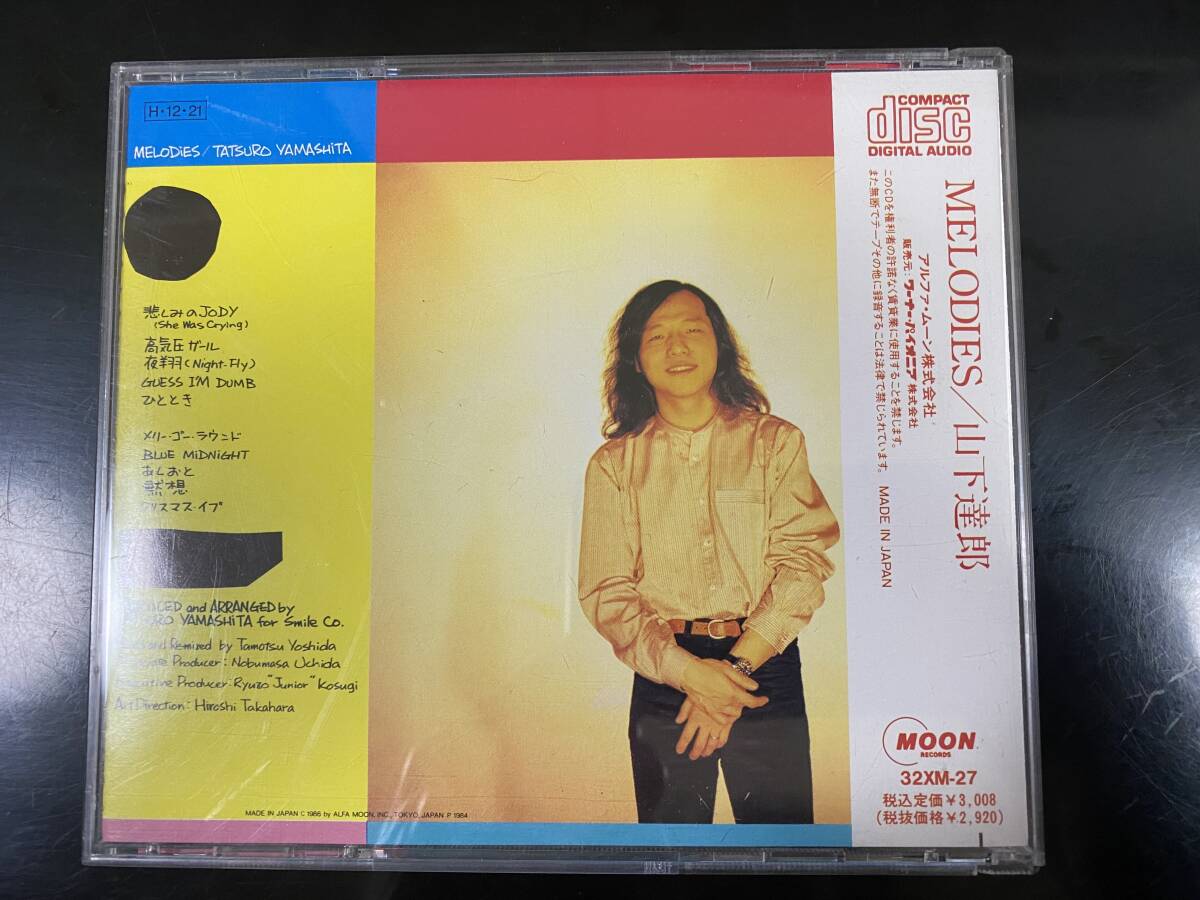 H・12・21
MELODiES / TATSURO YAMASHiTA
悲しみのJODY
(She Was Crying)
高気圧ガール
夜翔 (Night-Fly)
GUESS I'M DUMB
ひととき
メリー・ゴー・ラウンド
BLUE MiDNiGHT
あしおと
黙想
クリスマス・イブ
and ARRANGED by
YAMASHiTA for Smile Co.
and Remixed by Tamotsu Yoshida
Producer: Nobumasa Uchida
Producer: Ryuzo "Junior" Kosugi
Art Direction: Hiroshi Takahara
MADE IN JAPAN C 1986 by ALFA MOON, INC., TOKYO, JAPAN P 1984
COMPACT
disc
DIGITAL AUDIO
MELODIES/山下達郎
アルファ・ムーン株式会社
販売元：ワーナー・パイオニア株式会社
このCDを権利者の許諾なく賃貸業に使用することを禁じます。
また無断でテープその他に録音することは法律で禁じられています。 MADE IN JAPAN
MOON
RECORDS
32XM-27
税込定価¥3,008
(税抜価格¥2,920)